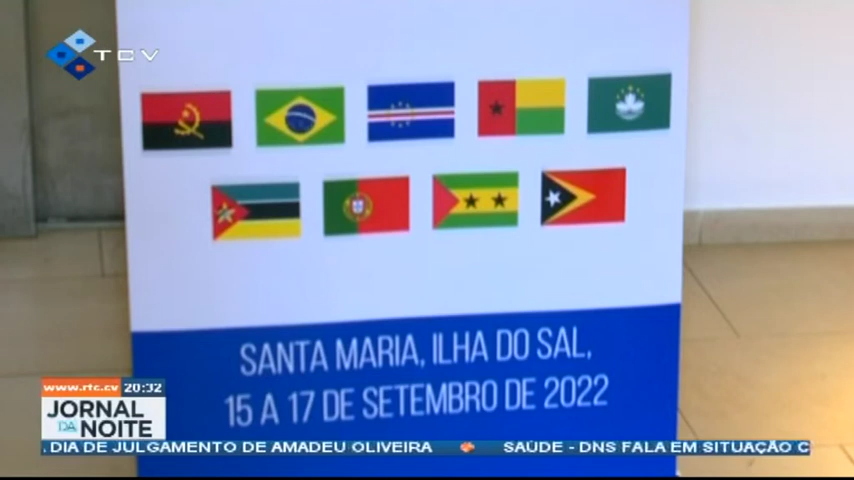 TCV
SANTA MARIA, ILHA DO SAL,
15 A 17 DE SETEMBRO DE 2022
www.rtc.cv 20:32
JORNAL
DA NOITE
DIA DE JULGAMENTO DE AMADEU OLIVEIRA SAÚDE - DNS FALA EM SITUAÇÃO